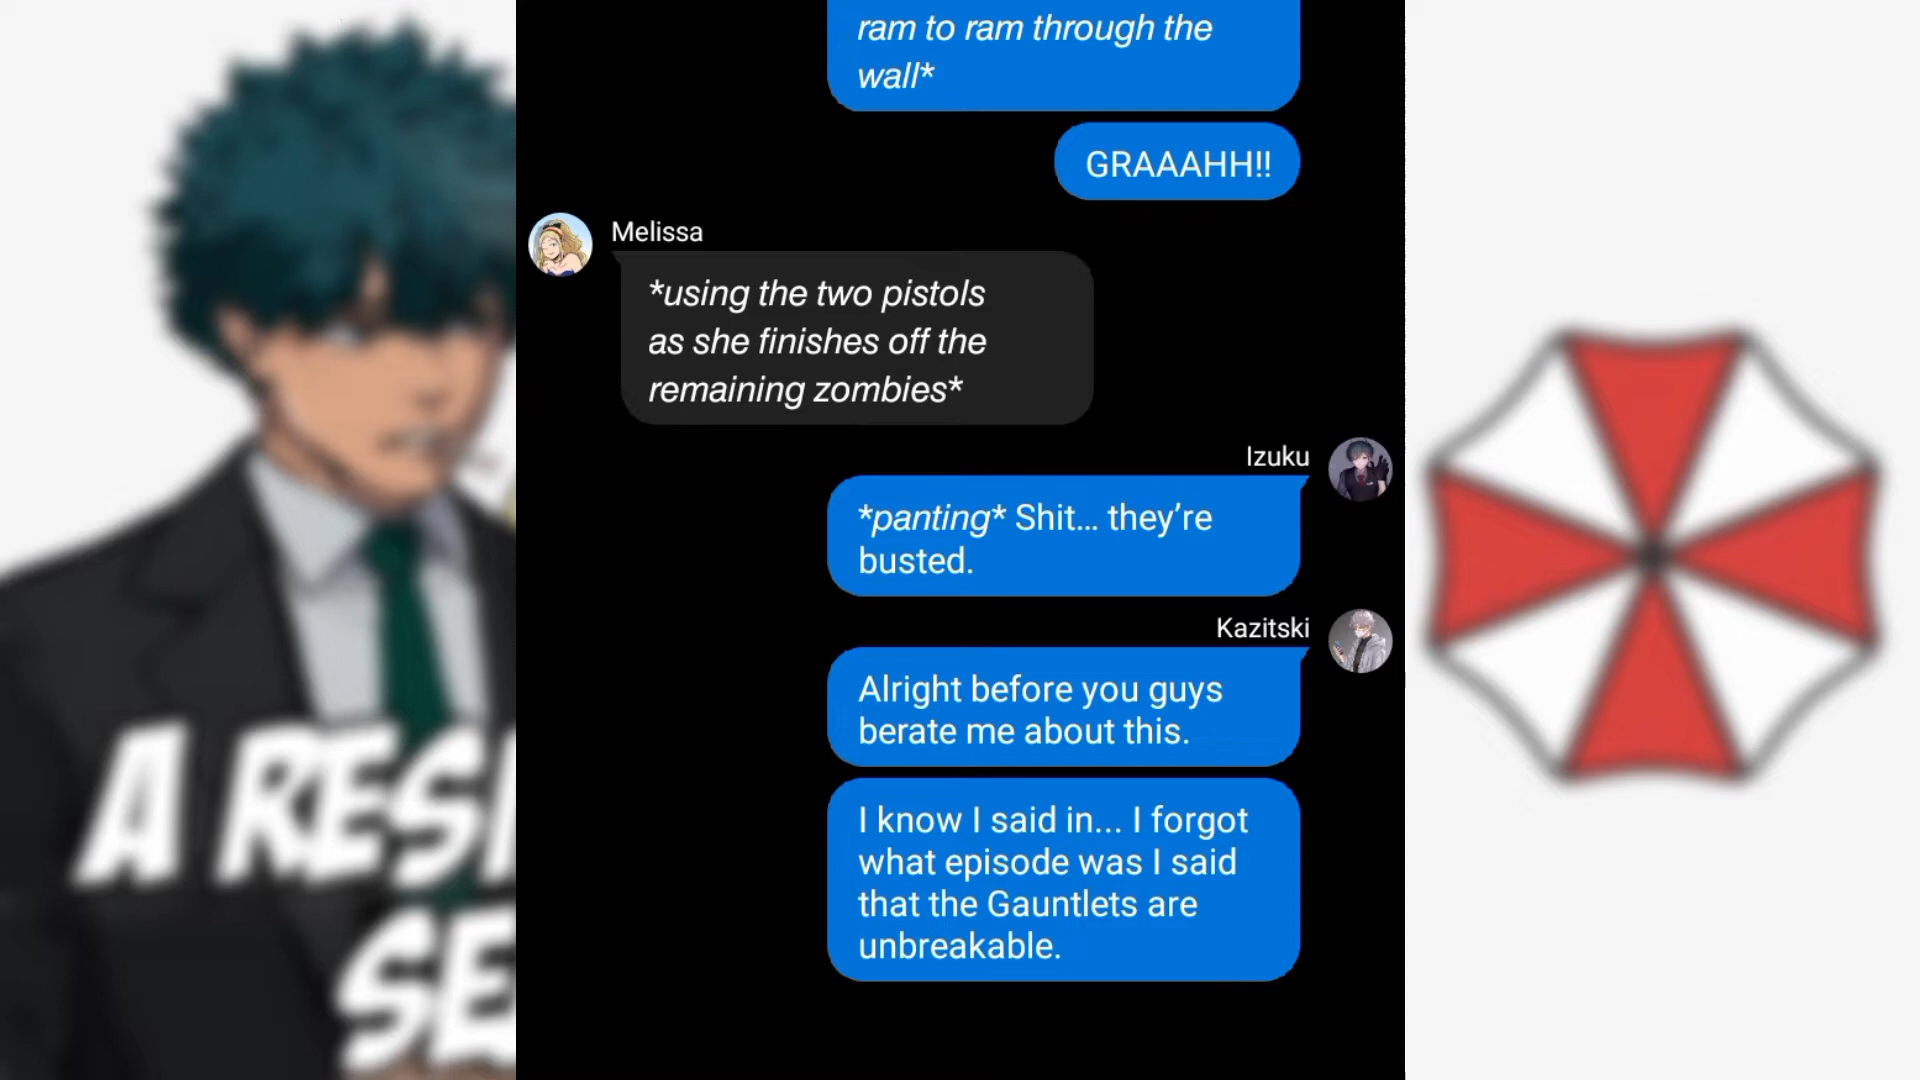 ram to ram through the
wall*
GRAAAHH!!
Melissa
*using the two pistols
as she finishes off the
remaining zombies*
Izuku
*panting* Shit... they’re
busted.
Kazitski
Alright before you guys
berate me about this.
I know I said in... I forgot
what episode was I said
that the Gauntlets are
unbreakable.
A RESI
SE